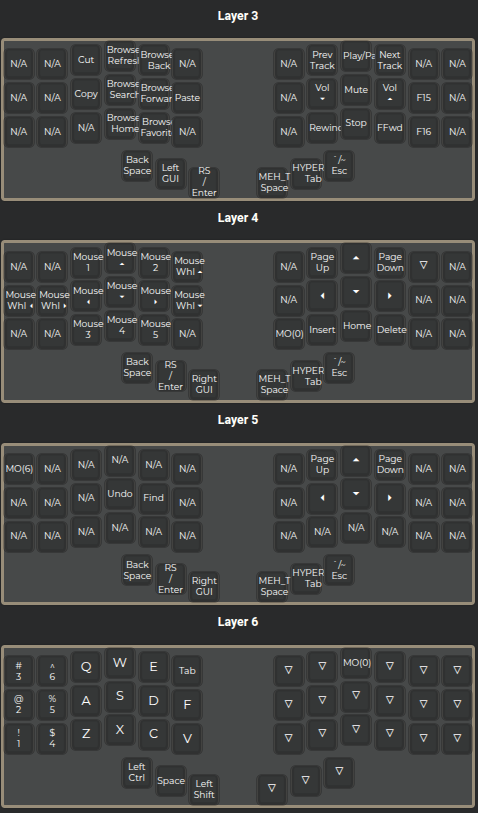 Layer 3
N/A N/A Cut Browse Refresh Browse Back N/A N/A Prev Track Play/Pa Next Track N/A N/A
N/A N/A Copy Browse Search Browse Forwar Paste N/A Vol Mute Vol F15 N/A
N/A N/A N/A Browse Home Browse Favorit N/A N/A Rewind Stop FFwd F16 N/A
Back Space Left GUI RS / Enter MEH_T Space HYPER Tab ` /~ Esc
Layer 4
N/A N/A Mouse 1 Mouse Mouse 2 Mouse Whl N/A Page Up Page Down ▽ N/A
Mouse Whl Mouse Whl Mouse Mouse Mouse Mouse Whl N/A N/A N/A
N/A N/A Mouse 3 Mouse 4 Mouse 5 N/A MO(0) Insert Home Delete N/A N/A
Back Space RS / Enter Right GUI MEH_T Space HYPER Tab ` /~ Esc
Layer 5
MO(6) N/A N/A N/A N/A N/A N/A Page Up Page Down N/A N/A
N/A N/A N/A Undo Find N/A N/A N/A N/A
N/A N/A N/A N/A N/A N/A N/A N/A N/A N/A N/A N/A
Back Space RS / Enter Right GUI MEH_T Space HYPER Tab ` /~ Esc
Layer 6
# 3 ^ 6 Q W E Tab ▽ ▽ MO(0) ▽ ▽ ▽
@ 2 % 5 A S D F ▽ ▽ ▽ ▽ ▽ ▽
! 1 $ 4 Z X C V ▽ ▽ ▽ ▽ ▽ ▽
Left Ctrl Space Left Shift ▽ ▽ ▽